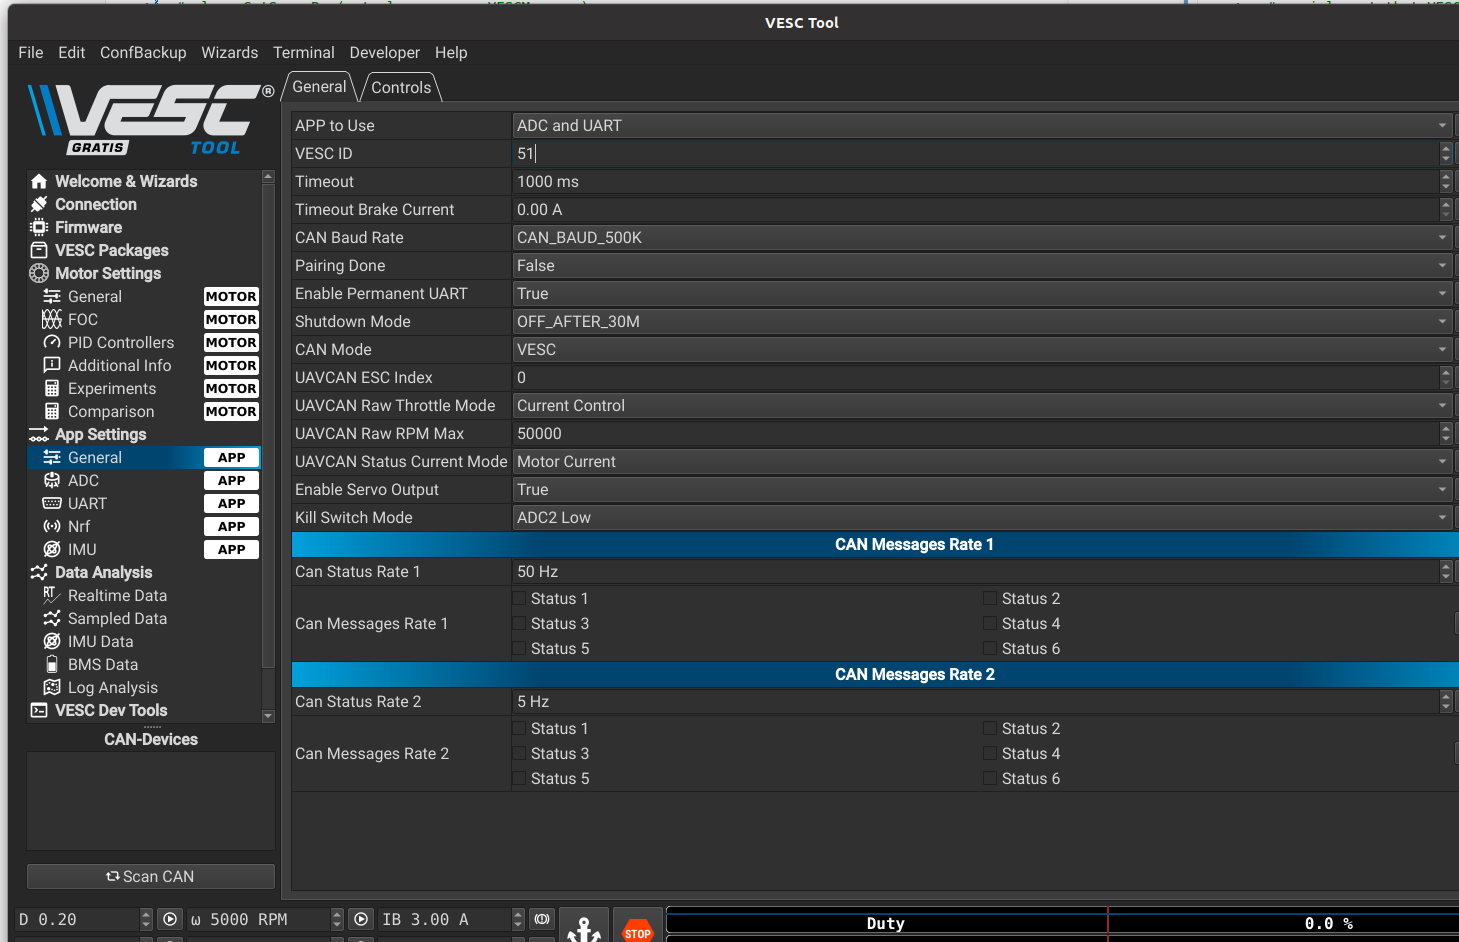 VESC Tool
File Edit ConfBackup Wizards Terminal Developer Help
VESC®
GRATIS TOOL
Welcome & Wizards
Connection
Firmware
VESC Packages
Motor Settings
General MOTOR
FOC MOTOR
PID Controllers MOTOR
Additional Info MOTOR
Experiments MOTOR
Comparison MOTOR
App Settings
General APP
ADC APP
UART APP
Nrf APP
IMU APP
Data Analysis
RT Realtime Data
Sampled Data
IMU Data
BMS Data
Log Analysis
VESC Dev Tools
CAN-Devices
Scan CAN
General Controls
APP to Use ADC and UART
VESC ID 51
Timeout 1000 ms
Timeout Brake Current 0.00 A
CAN Baud Rate CAN_BAUD_500K
Pairing Done False
Enable Permanent UART True
Shutdown Mode OFF_AFTER_30M
CAN Mode VESC
UAVCAN ESC Index 0
UAVCAN Raw Throttle Mode Current Control
UAVCAN Raw RPM Max 50000
UAVCAN Status Current Mode Motor Current
Enable Servo Output True
Kill Switch Mode ADC2 Low
CAN Messages Rate 1
Can Status Rate 1 50 Hz
Can Messages Rate 1
Status 1 Status 2
Status 3 Status 4
Status 5 Status 6
CAN Messages Rate 2
Can Status Rate 2 5 Hz
Can Messages Rate 2
Status 1 Status 2
Status 3 Status 4
Status 5 Status 6
D 0.20 ω 5000 RPM IB 3.00 A STOP Duty 0.0 %